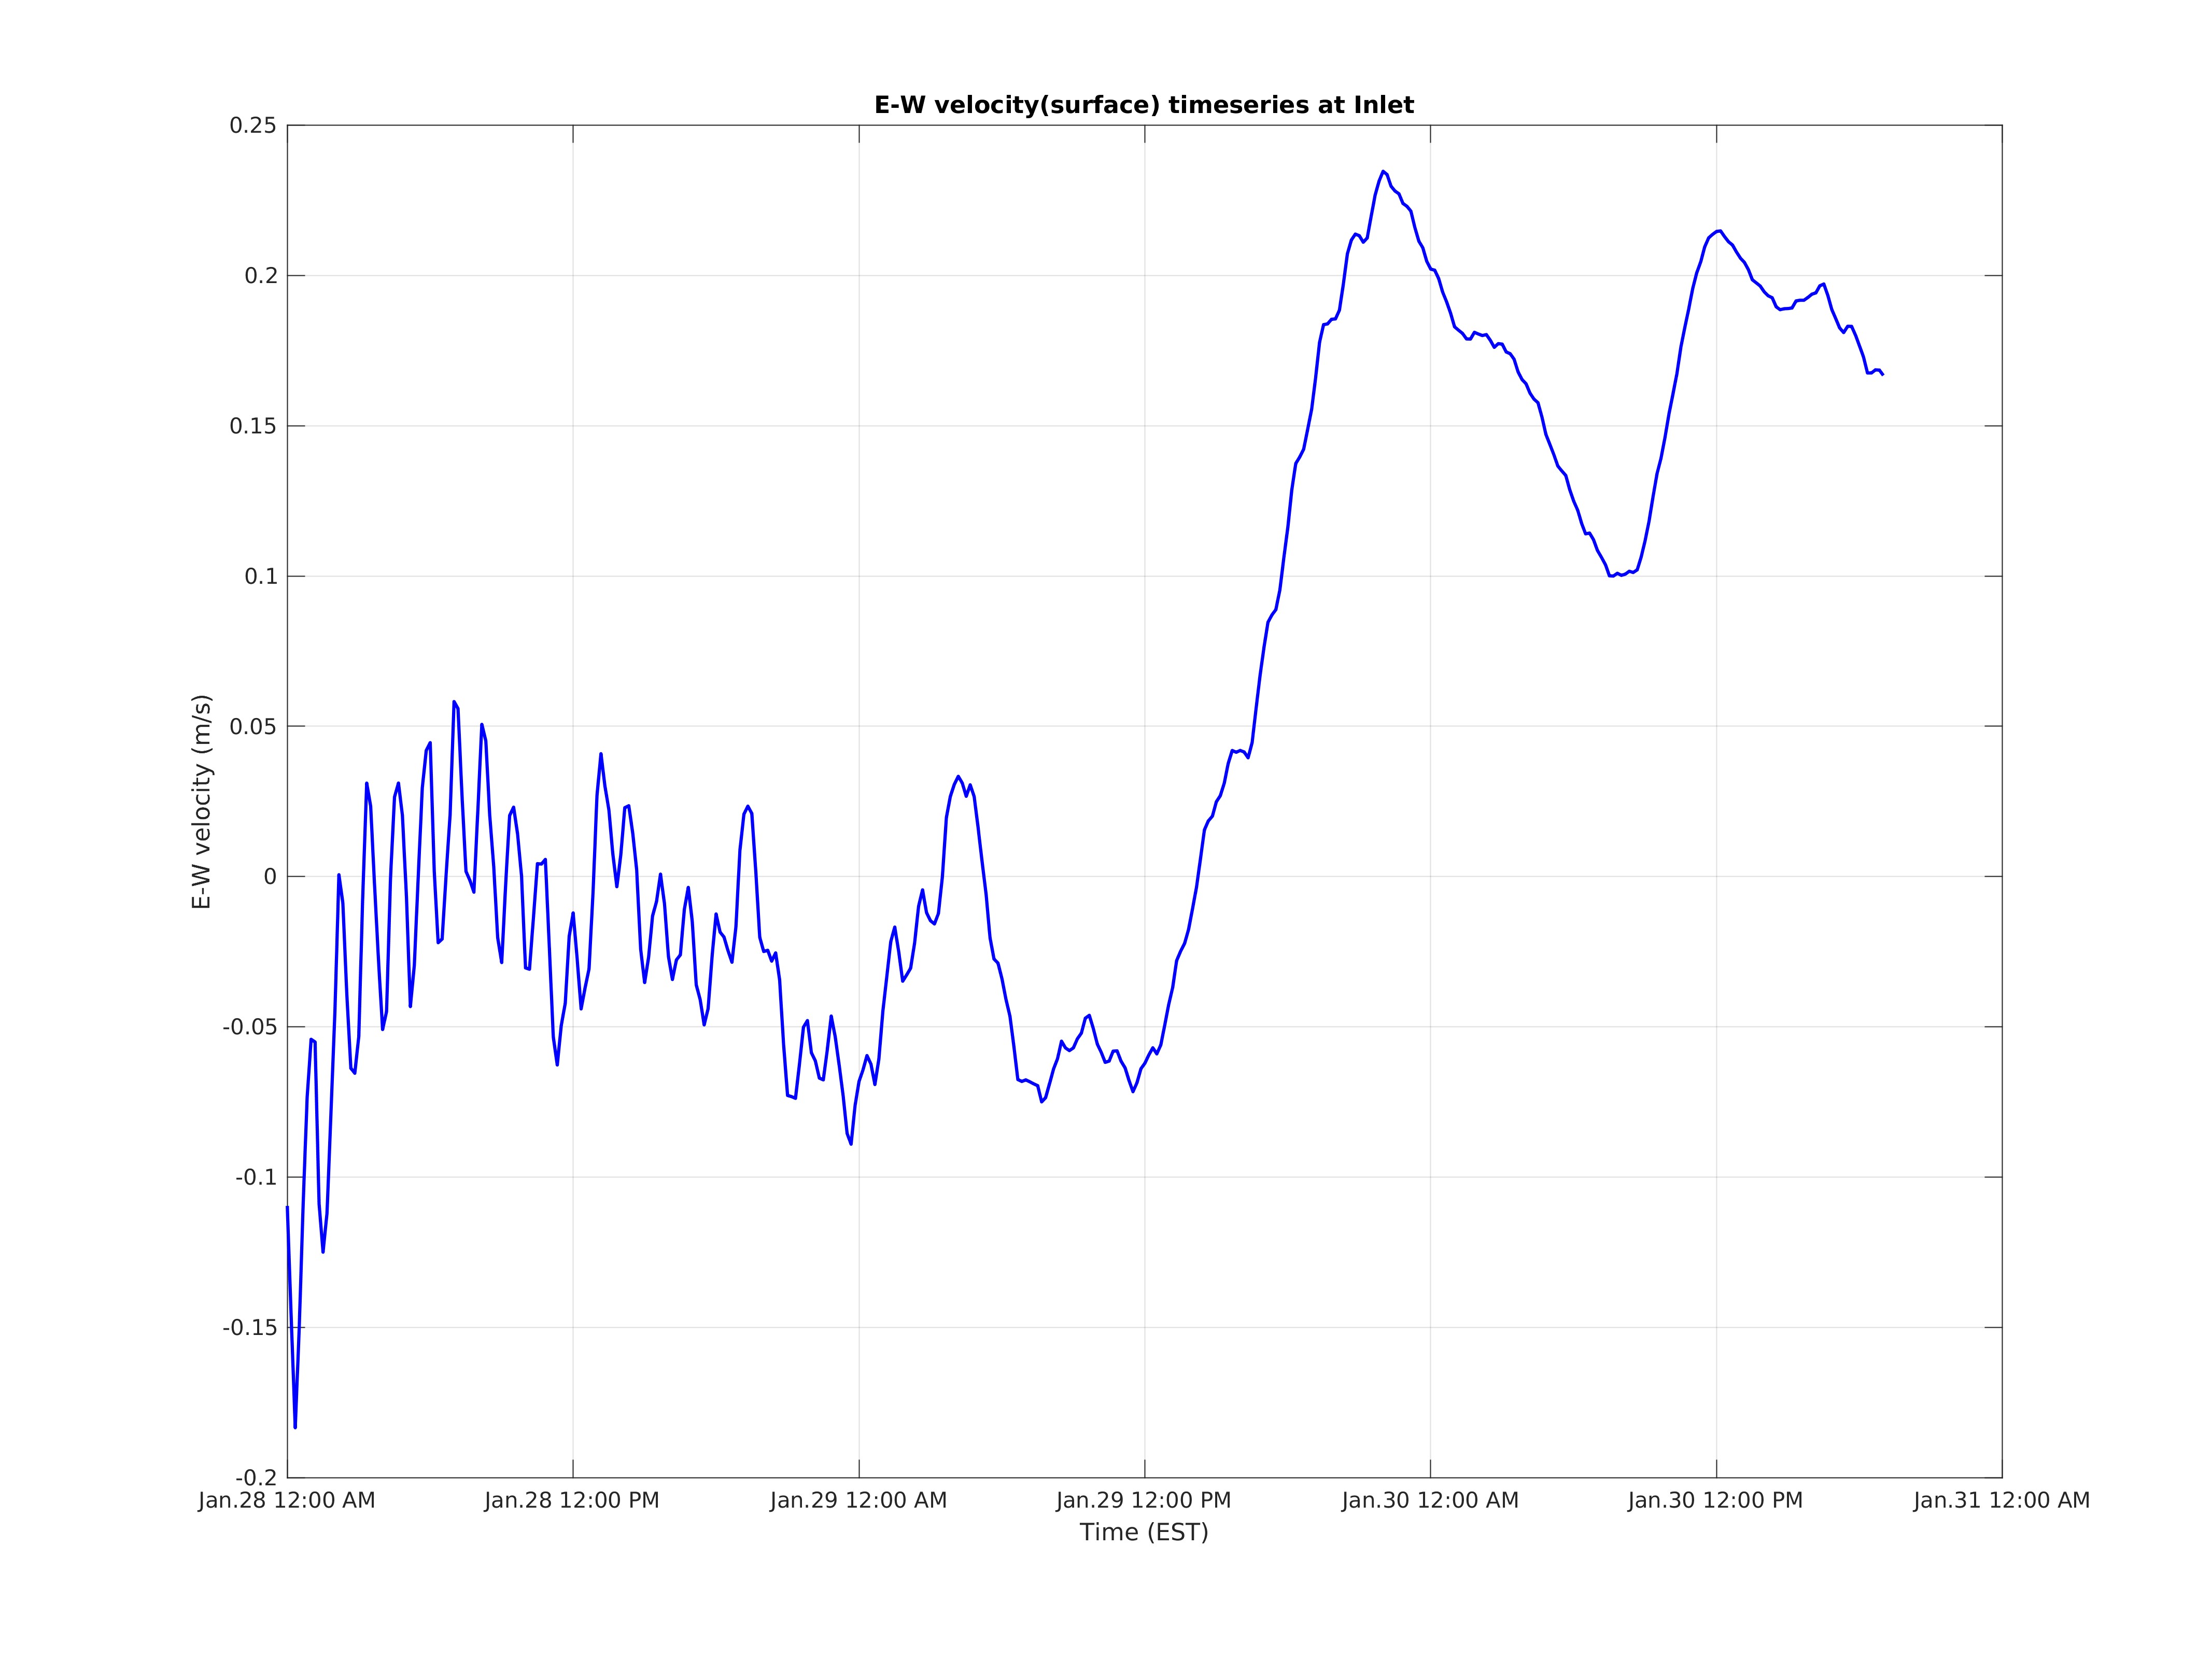 E-W velocity(surface) timeseries at Inlet
0.25
0.2
0.15
0.1
0.05
0
-0.05
-0.1
-0.15
-0.2
E-W velocity (m/s)
Jan.28 12:00 AM Jan.28 12:00 PM Jan.29 12:00 AM Jan.29 12:00 PM Jan.30 12:00 AM Jan.30 12:00 PM Jan.31 12:00 AM
Time (EST)